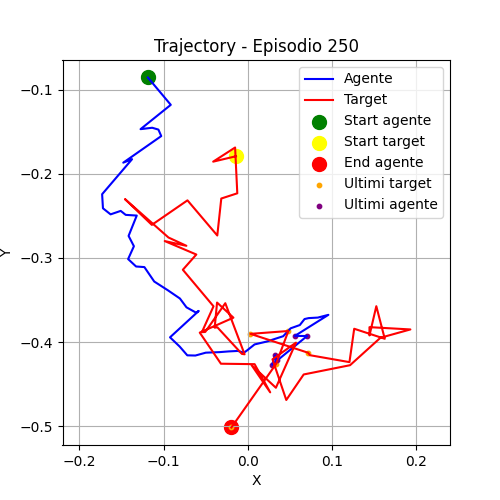 Trajectory - Episodio 250
Agente
Target
Start agente
Start target
End agente
Ultimi target
Ultimi agente
Y
−0.1
−0.2
−0.3
−0.4
−0.5
−0.2
−0.1
0.0
0.1
0.2
X